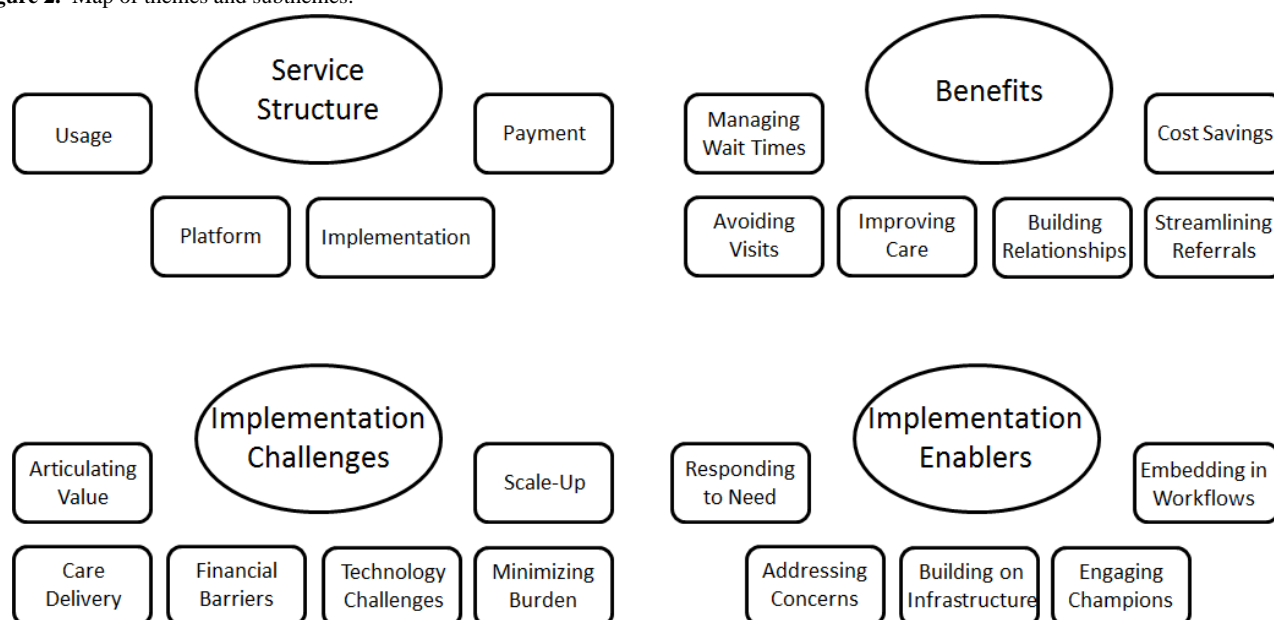 gure 2. Map of themes and subthemes.
Service
Structure
Usage
Payment
Platform
Implementation
Benefits
Managing
Wait Times
Cost Savings
Avoiding
Visits
Improving
Care
Building
Relationships
Streamlining
Referrals
Implementation
Challenges
Articulating
Value
Scale-Up
Care
Delivery
Financial
Barriers
Technology
Challenges
Minimizing
Burden
Implementation
Enablers
Responding
to Need
Embedding in
Workflows
Addressing
Concerns
Building on
Infrastructure
Engaging
Champions